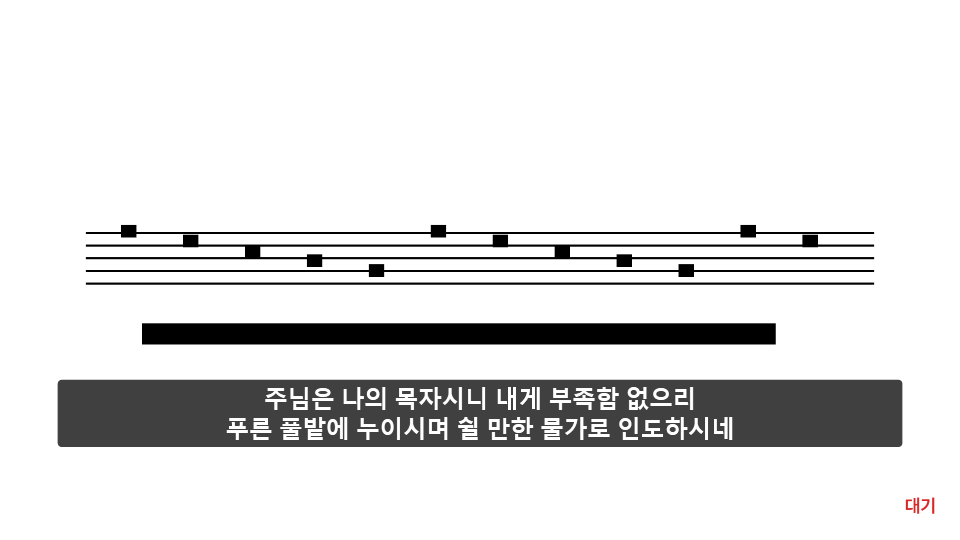 주님은 나의 목자시니 내게 부족함 없으리
푸른 풀밭에 누이시며 쉴 만한 물가로 인도하시네
대기